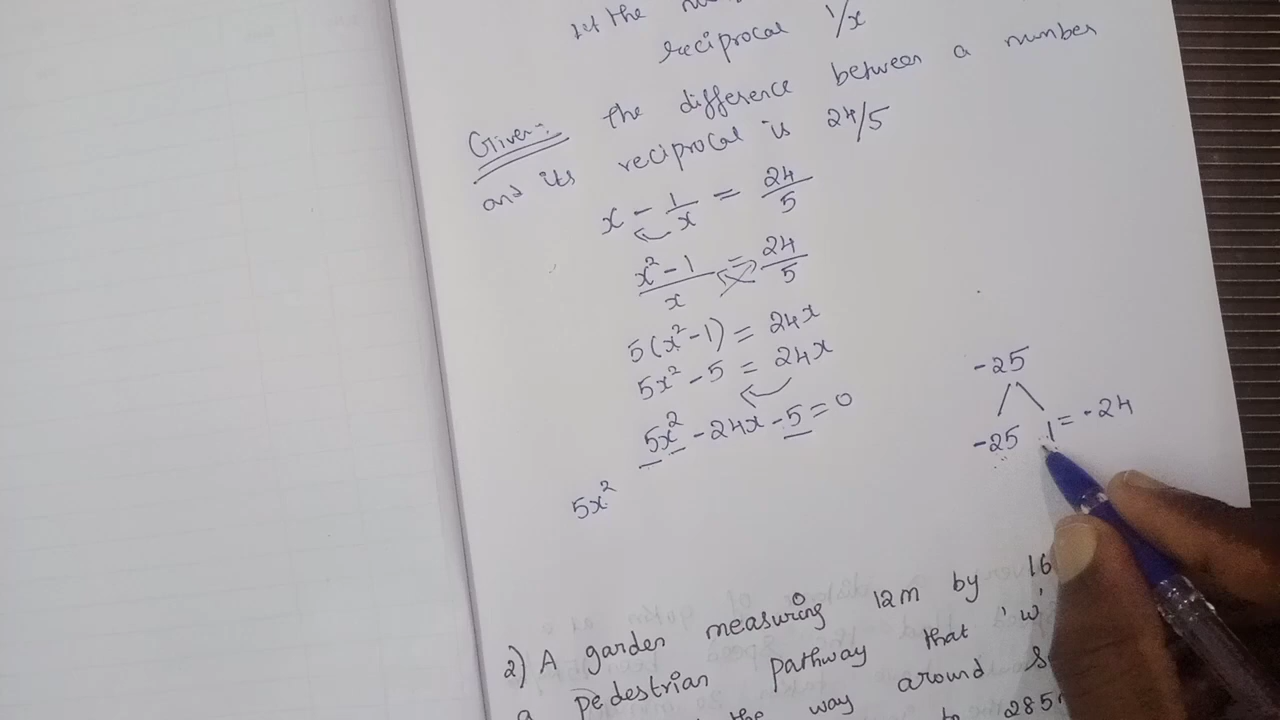 let the
reciprocal 1/x
Given:- the difference between a number
and its reciprocal is 24/5
x - 1/x = 24/5
x² - 1 / x = 24/5
5(x² - 1) = 24x
5x² - 5 = 24x
5x² - 24x - 5 = 0
5x²
-25
-25 1 = -24
2) A garden measuring 12m by 16
a pedestrian pathway that 'w'
the way around
285